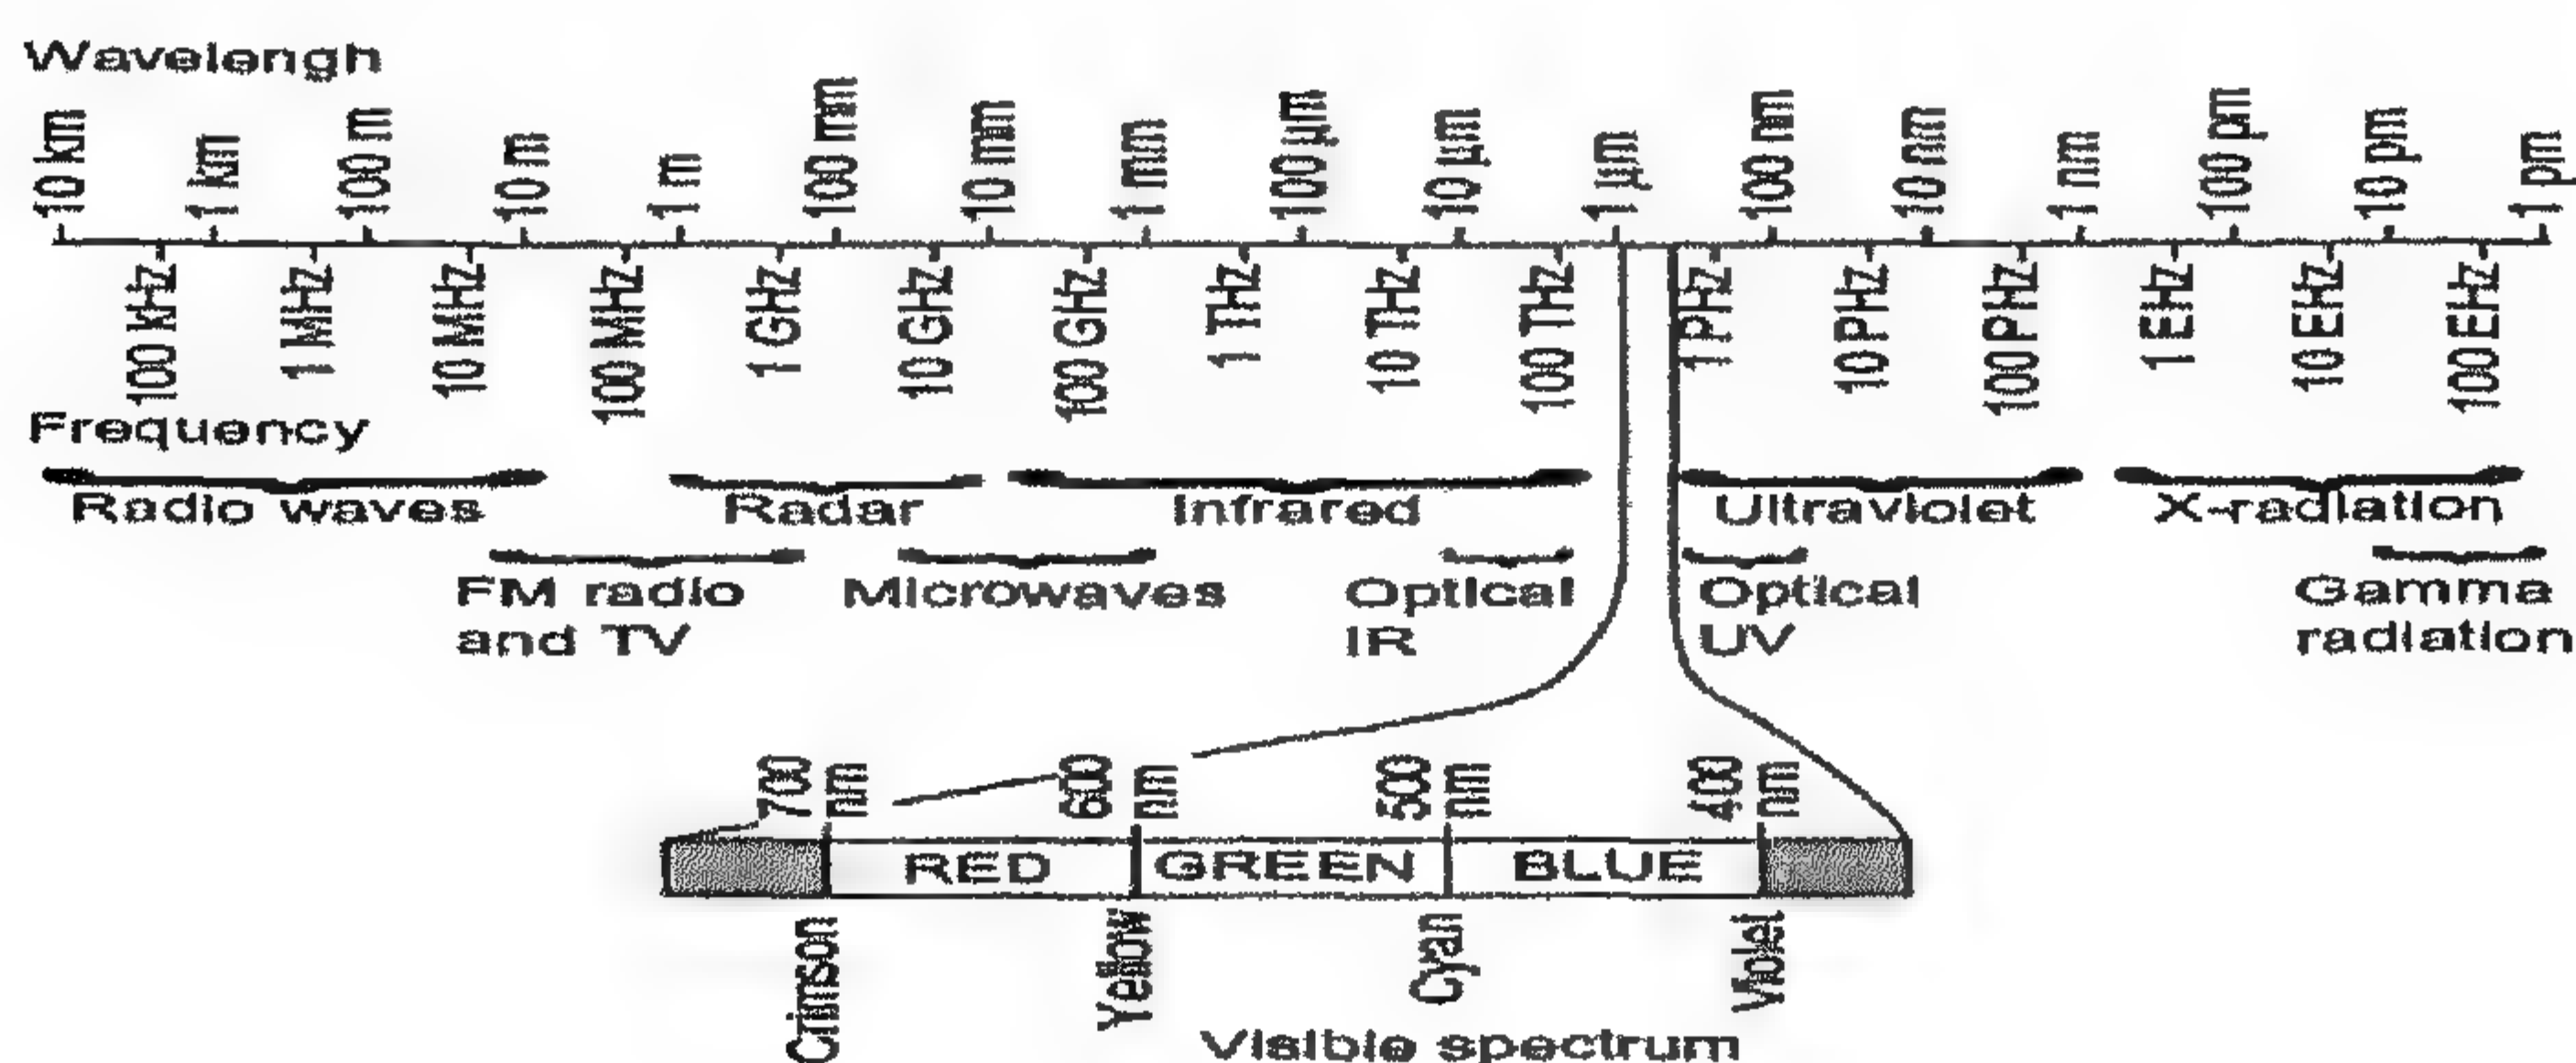 Wavelengh
10 km 1 km 100 m 10 m 1 m 100 mm 10 mm 1 mm 100 µm 10 µm 1 µm 100 nm 10 nm 1 nm 100 pm 10 pm 1 pm
100 kHz 1 MHz 10 MHz 100 MHz 1 GHz 10 GHz 100 GHz 1 THz 10 THz 100 THz 1 PHz 10 PHz 100 PHz 1 EHz 10 EHz 100 EHz
Frequency
Radio waves Radar Infrared Ultraviolet X-radiation
FM radio Microwaves Optical Optical Gamma
and TV IR UV radiation
700 nm 600 nm 500 nm 400 nm
RED GREEN BLUE
Crimson Yellow Cyan Violet
Visible spectrum